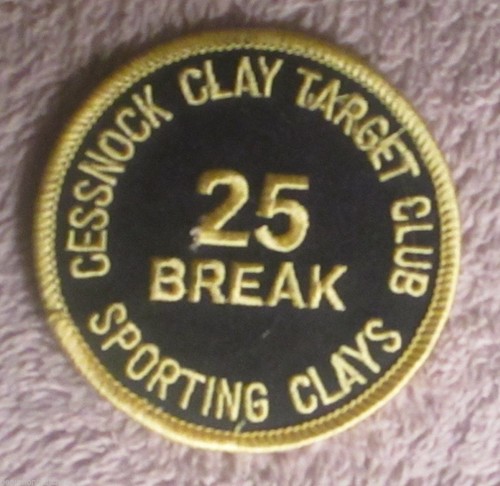 CESSNOCK CLAY TARGET CLUB
25
BREAK
SPORTING CLAYS